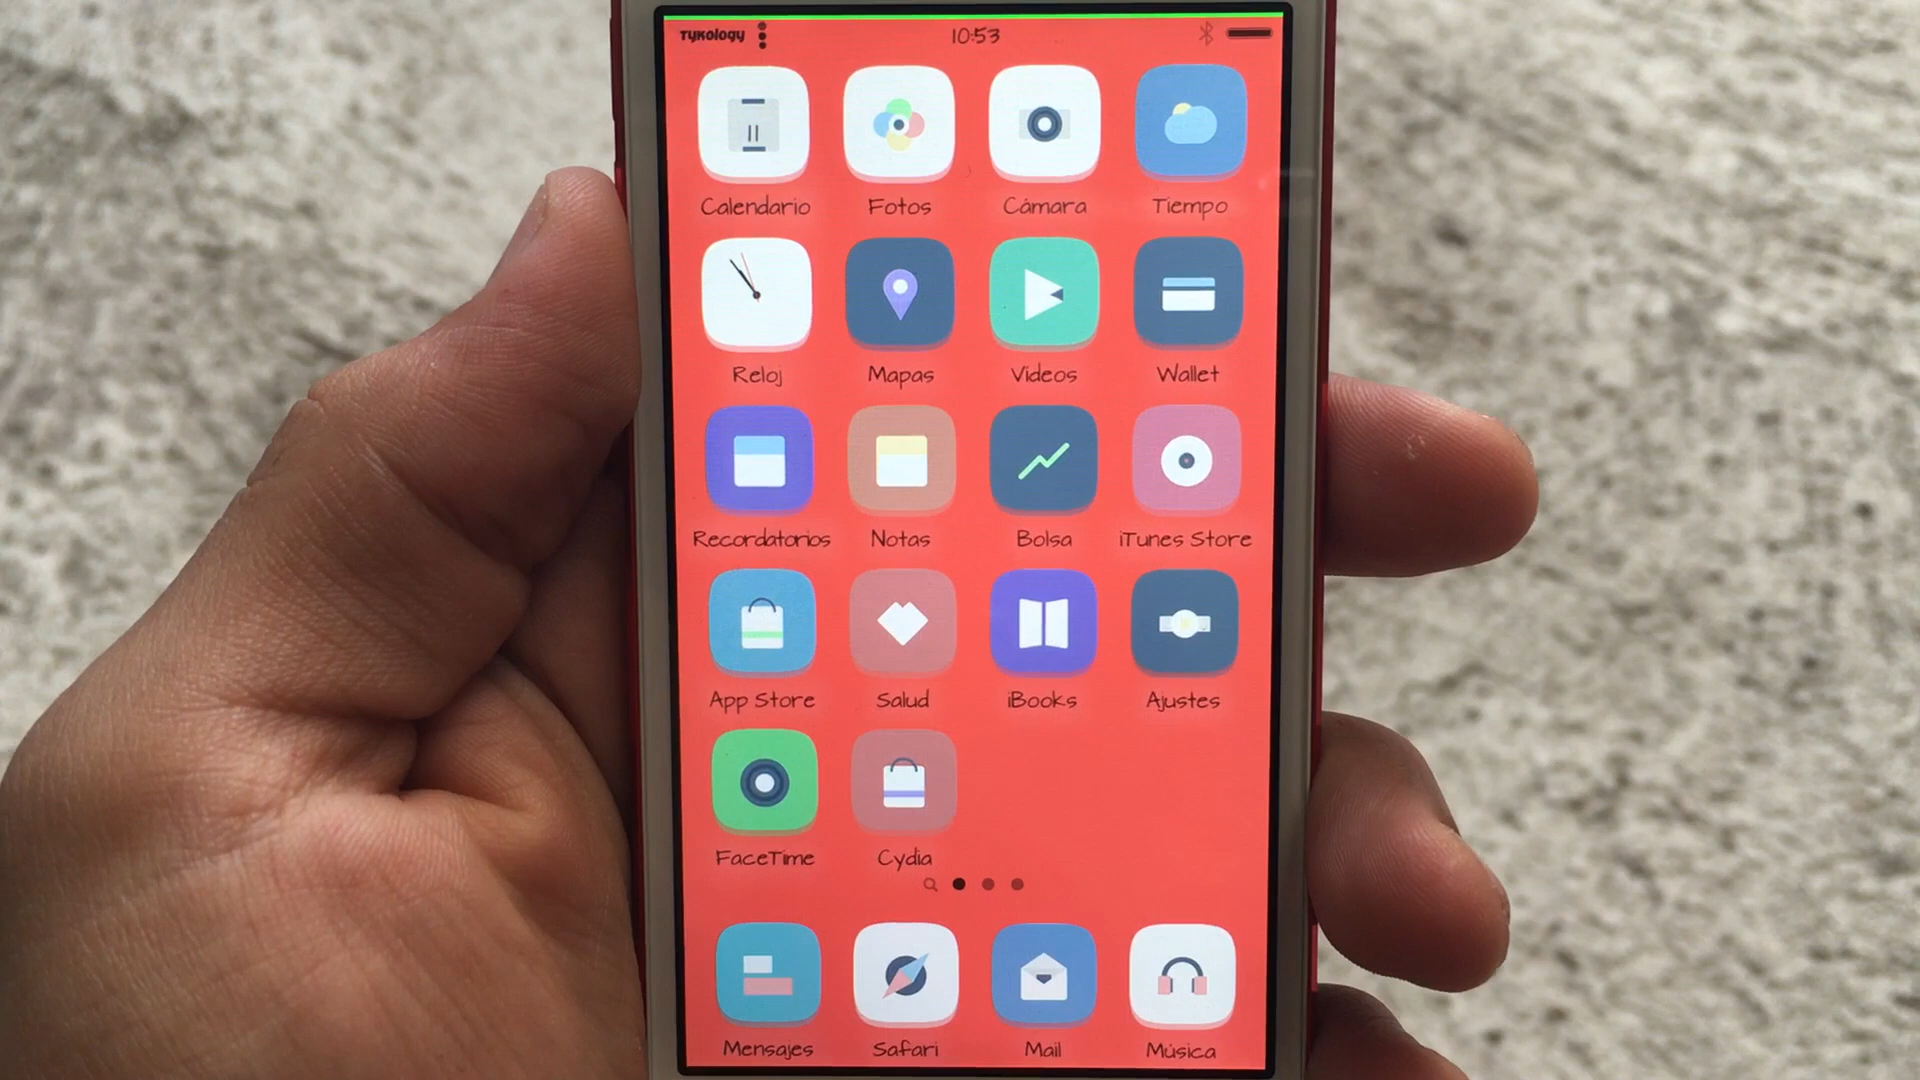 Tykology 10:53
Calendario Fotos Cámara Tiempo
Reloj Mapas Videos Wallet
Recordatorios Notas Bolsa iTunes Store
App Store Salud iBooks Ajustes
FaceTime Cydia
Mensajes Safari Mail Música